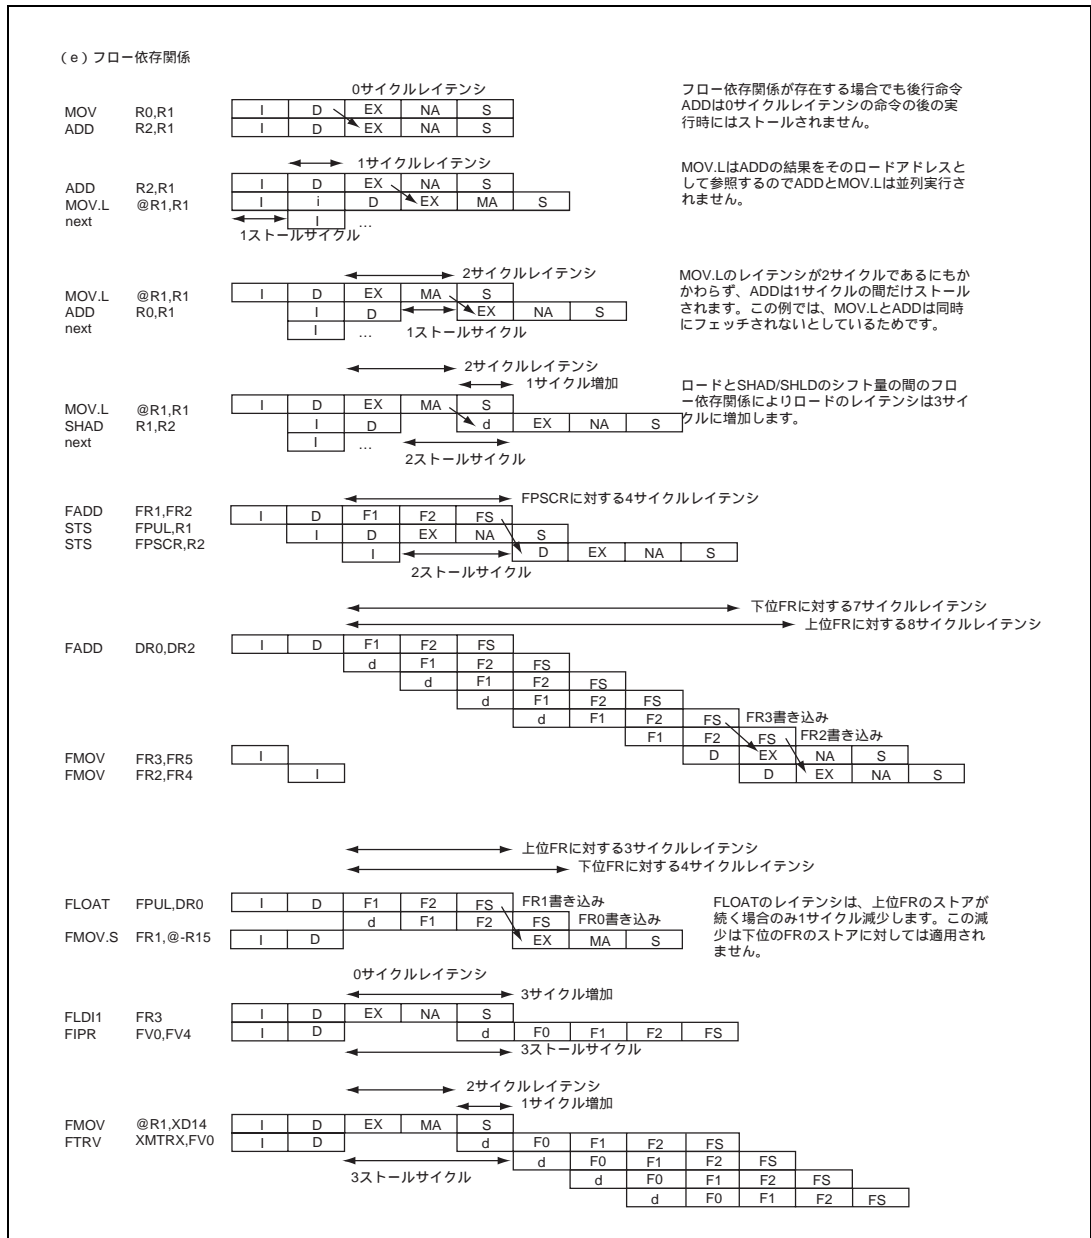 (e)フロー依存関係
0サイクルレイテンシ
MOV R0,R1 I D EX NA S
ADD R2,R1 I D EX NA S
フロー依存関係が存在する場合でも後行命令
ADDは0サイクルレイテンシの命令の後の実
行時にはストールされません。
1サイクルレイテンシ
ADD R2,R1 I D EX NA S
MOV.L @R1,R1 I i D EX MA S
next I …
1ストールサイクル
MOV.LはADDの結果をそのロードアドレスと
して参照するのでADDとMOV.Lは並列実行さ
れません。
2サイクルレイテンシ
MOV.L @R1,R1 I D EX MA S
ADD R0,R1 I D EX NA S
next I … 1ストールサイクル
MOV.Lのレイテンシが2サイクルであるにもか
かわらず、ADDは1サイクルの間だけストール
されます。この例では、MOV.LとADDは同時
にフェッチされないとしているためです。
2サイクルレイテンシ
1サイクル増加
MOV.L @R1,R1 I D EX MA S
SHAD R1,R2 I D d EX NA S
next I …
2ストールサイクル
ロードとSHAD/SHLDのシフト量の間のフロ
ー依存関係によりロードのレイテンシは3サイ
クルに増加します。
FPSCRに対する4サイクルレイテンシ
FADD FR1,FR2 I D F1 F2 FS
STS FPUL,R1 I D EX NA S
STS FPSCR,R2 I D EX NA S
2ストールサイクル
下位FRに対する7サイクルレイテンシ
上位FRに対する8サイクルレイテンシ
FADD DR0,DR2 I D F1 F2 FS
d F1 F2 FS
d F1 F2 FS
d F1 F2 FS
d F1 F2 FS FR3書き込み
F1 F2 FS FR2書き込み
FMOV FR3,FR5 I D EX NA S
FMOV FR2,FR4 I D EX NA S
上位FRに対する3サイクルレイテンシ
下位FRに対する4サイクルレイテンシ
FLOAT FPUL,DR0 I D F1 F2 FS FR1書き込み
d F1 F2 FS FR0書き込み
FMOV.S FR1,@-R15 I D EX MA S
FLOATのレイテンシは、上位FRのストアが
続く場合のみ1サイクル減少します。この減
少は下位のFRのストアに対しては適用され
ません。
0サイクルレイテンシ
3サイクル増加
FLDI1 FR3 I D EX NA S
FIPR FV0,FV4 I D d F0 F1 F2 FS
3ストールサイクル
2サイクルレイテンシ
1サイクル増加
FMOV @R1,XD14 I D EX MA S
FTRV XMTRX,FV0 I D d F0 F1 F2 FS
d F0 F1 F2 FS
3ストールサイクル d F0 F1 F2 FS
d F0 F1 F2 FS